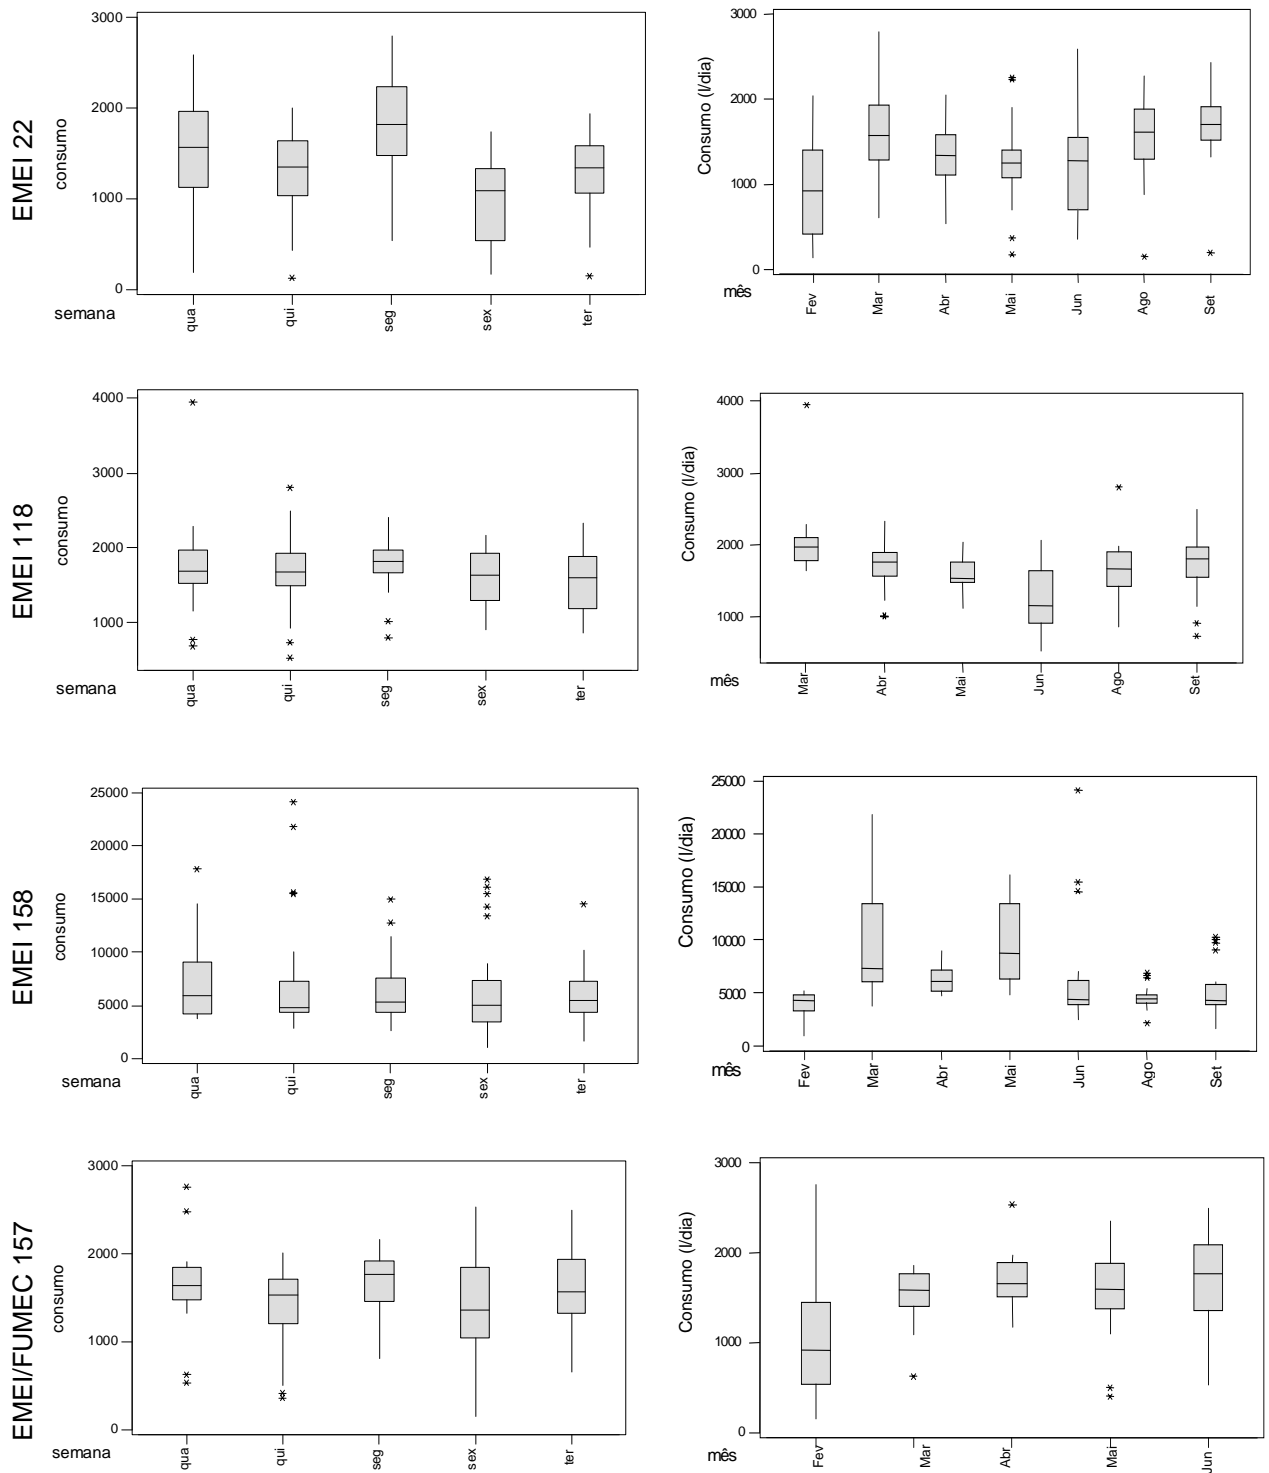 EMEI 22
consumo
3000
2000
1000
0
semana
qua
qui
seg
sex
ter
Consumo (l/dia)
3000
2000
1000
0
mês
Fev
Mar
Abr
Mai
Jun
Ago
Set
EMEI 118
consumo
4000
3000
2000
1000
semana
qua
qui
seg
sex
ter
Consumo (l/dia)
4000
3000
2000
1000
mês
Mar
Abr
Mai
Jun
Ago
Set
EMEI 158
consumo
25000
20000
15000
10000
5000
0
semana
qua
qui
seg
sex
ter
Consumo (l/dia)
25000
20000
15000
10000
5000
0
mês
Fev
Mar
Abr
Mai
Jun
Ago
Set
EMEI/FUMEC 157
consumo
3000
2000
1000
0
semana
qua
qui
seg
sex
ter
Consumo (l/dia)
3000
2000
1000
0
mês
Fev
Mar
Abr
Mai
Jun